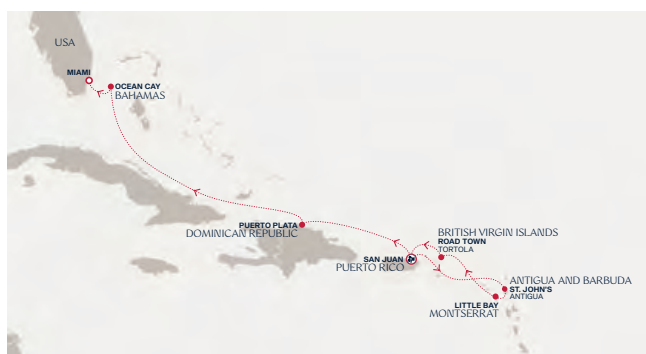 USA
MIAMI
OCEAN CAY
BAHAMAS
PUERTO PLATA
DOMINICAN REPUBLIC
SAN JUAN
PUERTO RICO
BRITISH VIRGIN ISLANDS
ROAD TOWN
TORTOLA
ANTIGUA AND BARBUDA
ST. JOHN'S
ANTIGUA
LITTLE BAY
MONTSERRAT